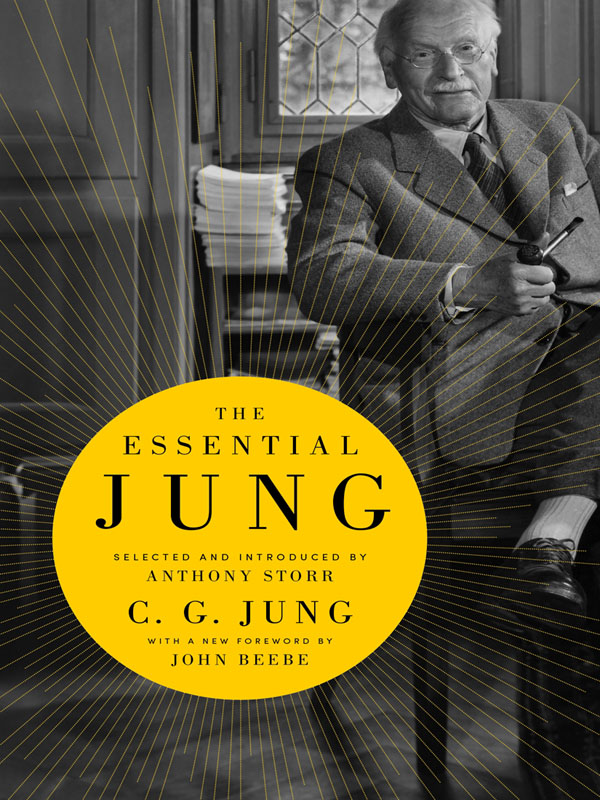 THE
ESSENTIAL
JUNG
SELECTED AND INTRODUCED BY
ANTHONY STORR
C. G. JUNG
WITH A NEW FOREWORD BY
JOHN BEEBE